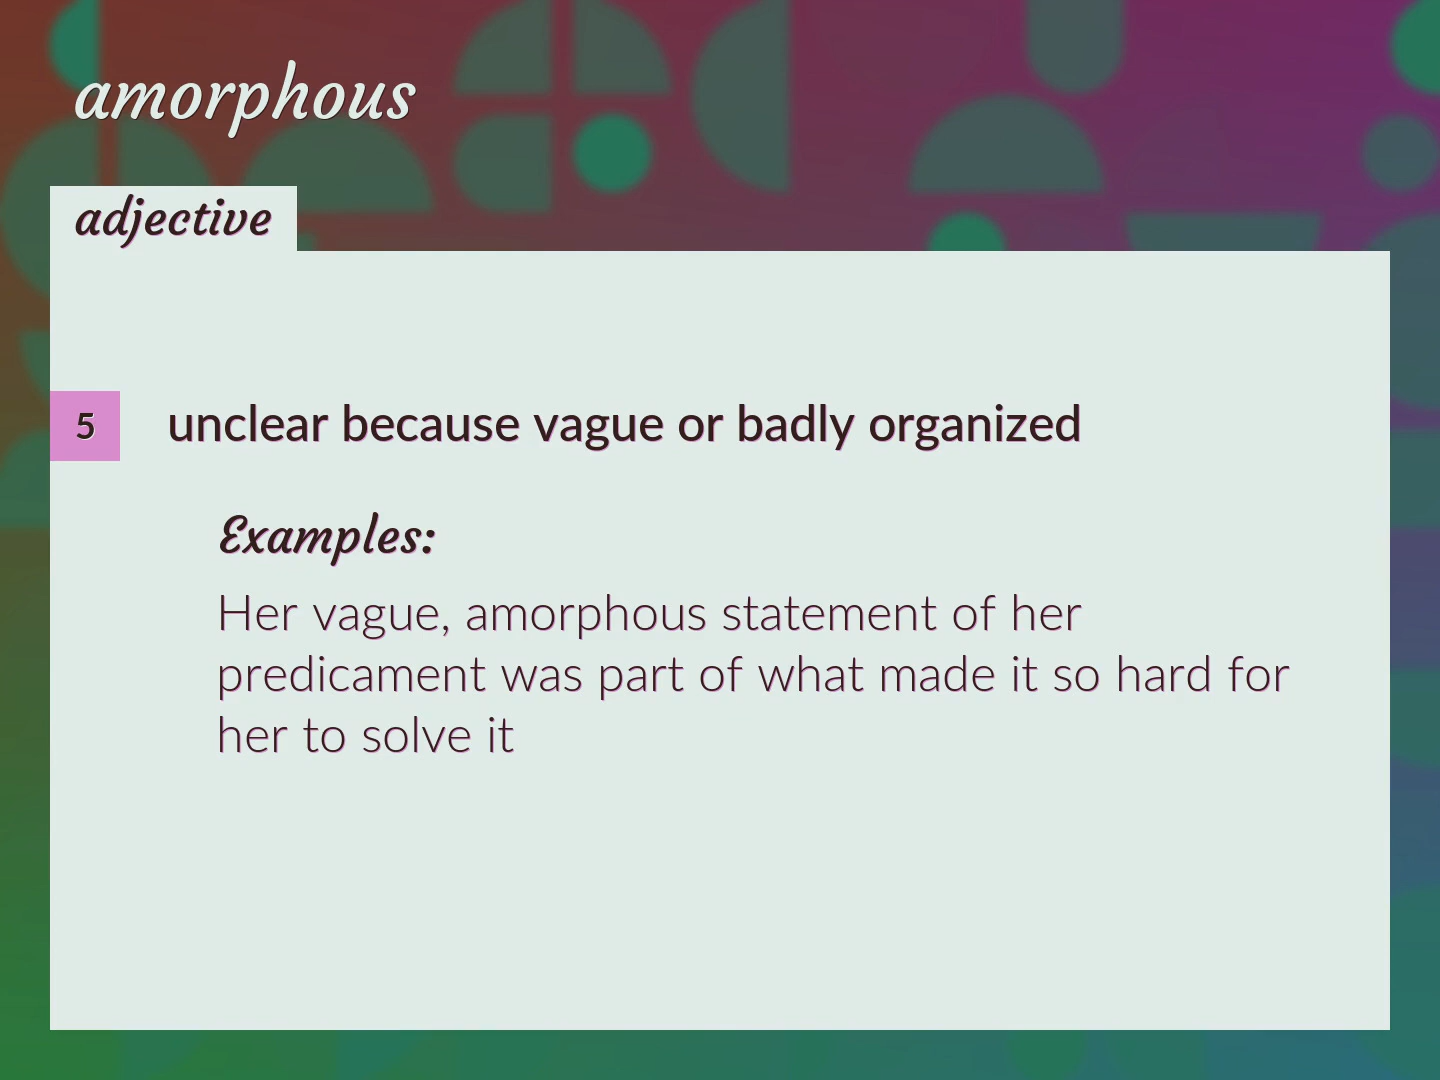 amorphous
adjective
5
unclear because vague or badly organized
Examples:
Her vague, amorphous statement of her
predicament was part of what made it so hard for
her to solve it